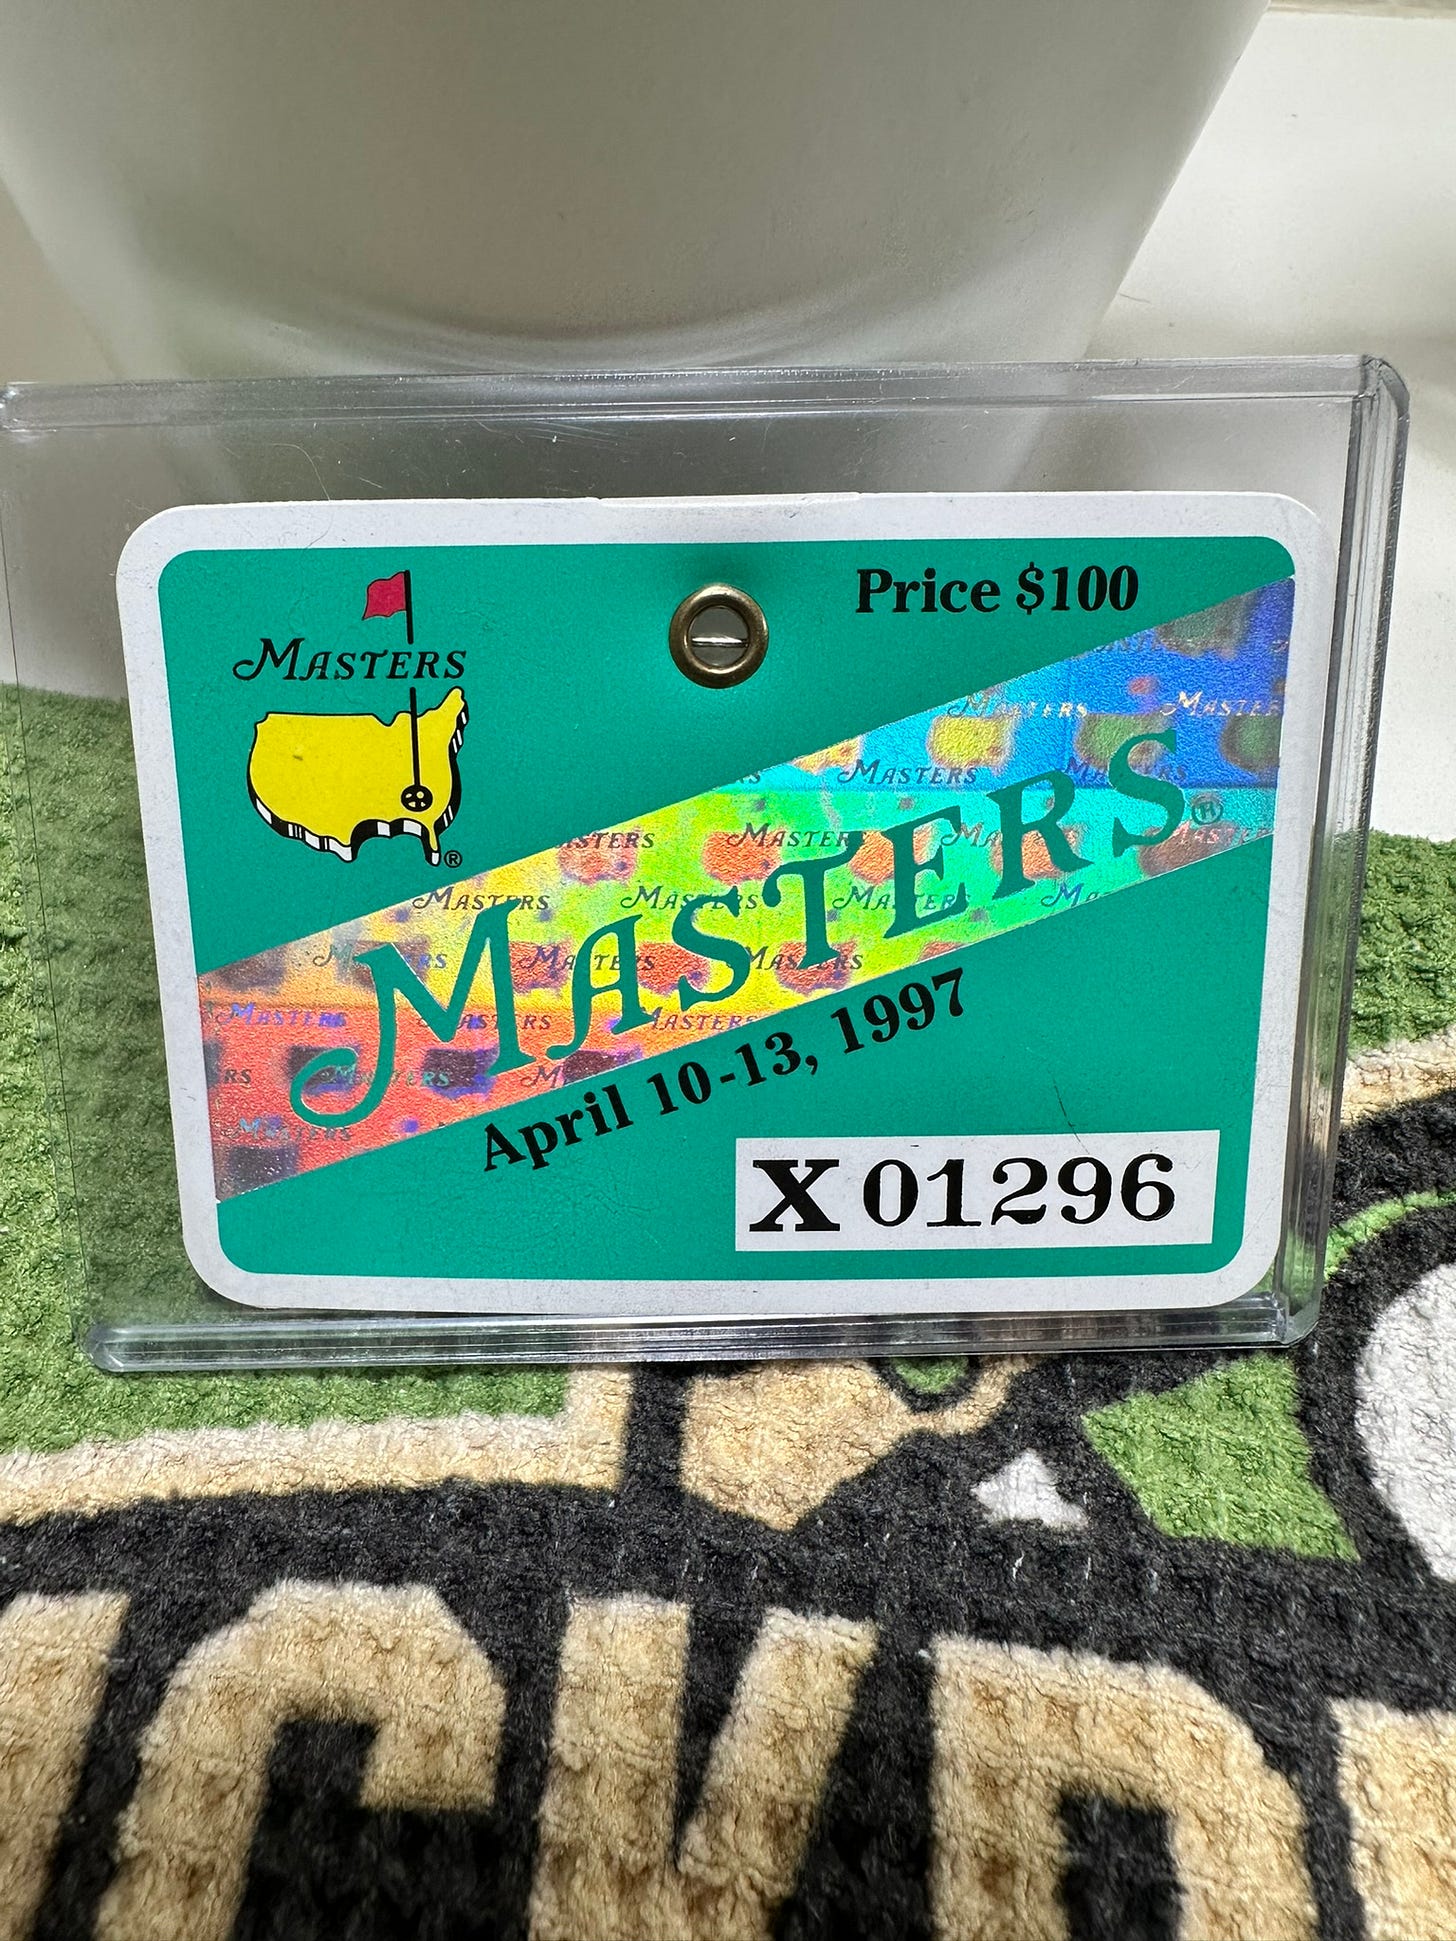 Price $100
MASTERS
®
MASTERS®
April 10-13, 1997
X 01296